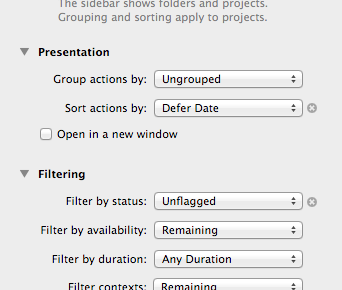 The sidebar shows folders and projects.
Grouping and sorting apply to projects.
Presentation
Group actions by: Ungrouped
Sort actions by: Defer Date
Open in a new window
Filtering
Filter by status: Unflagged
Filter by availability: Remaining
Filter by duration: Any Duration
Filter contexts: Remaining